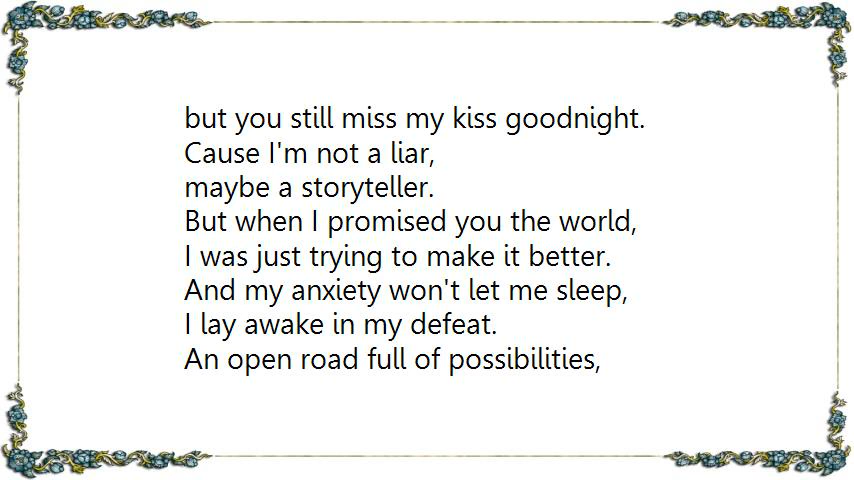 but you still miss my kiss goodnight.
Cause I'm not a liar,
maybe a storyteller.
But when I promised you the world,
I was just trying to make it better.
And my anxiety won't let me sleep,
I lay awake in my defeat.
An open road full of possibilities,